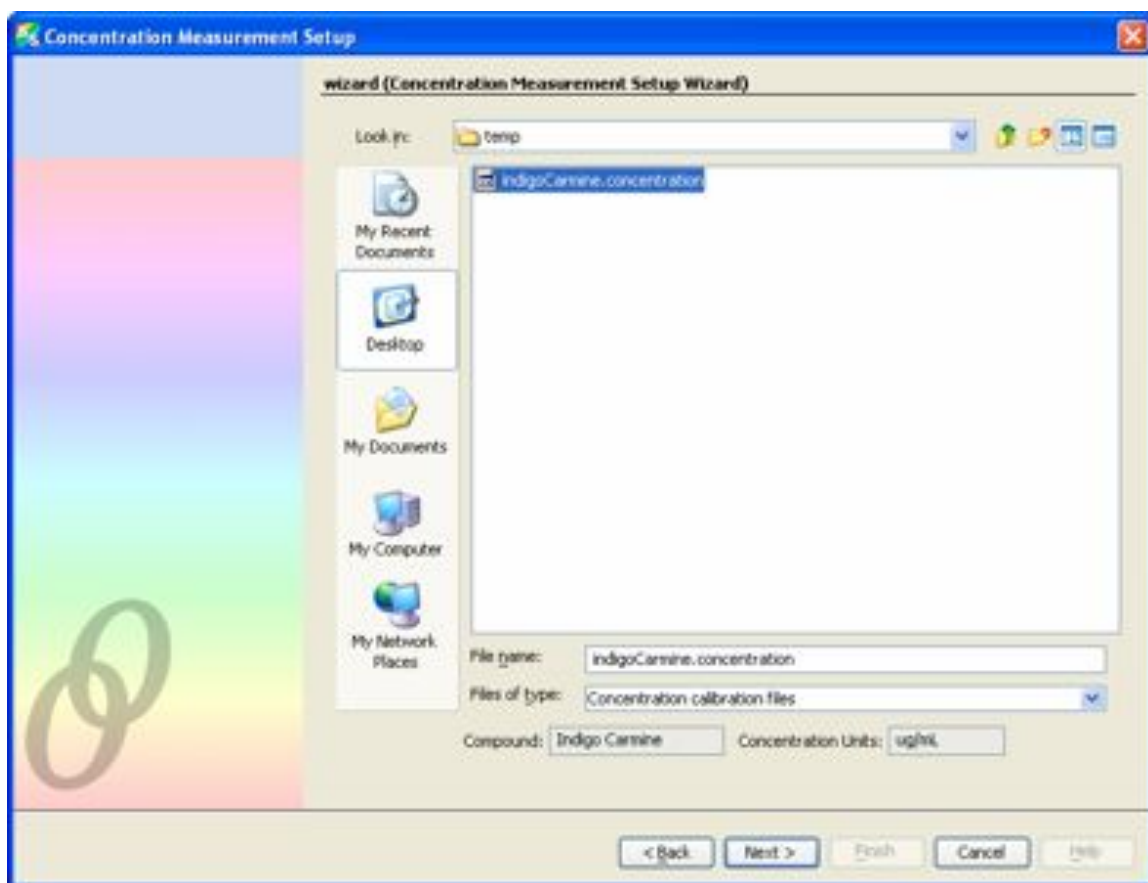 Concentration Measurement Setup
wizard (Concentration Measurement Setup Wizard)
Look in: temp
indigoCarmine.concentration
My Recent
Documents
Desktop
My Documents
My Computer
My Network
Places
File name: indigoCarmine.concentration
Files of type: Concentration calibration files
Compound: Indigo Carmine Concentration Units: ug/mL
< Back Next > Finish Cancel Help